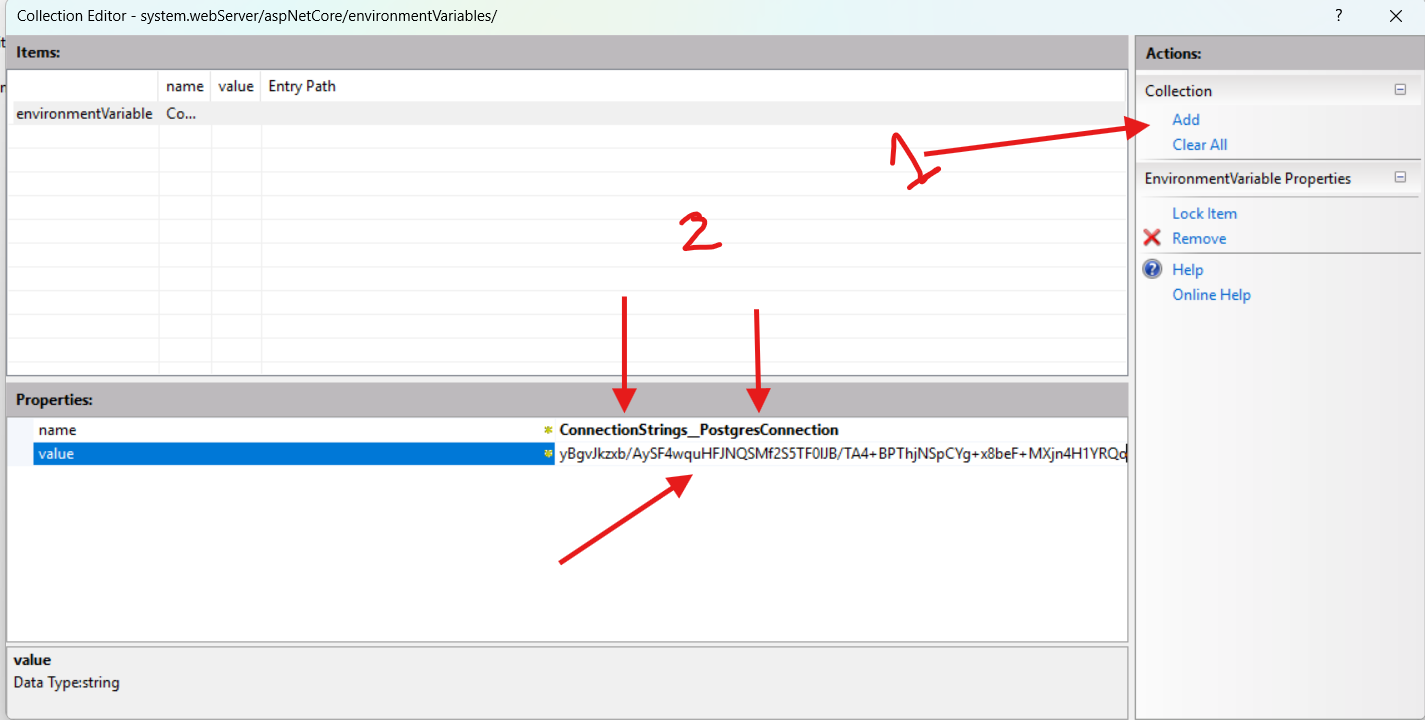 Collection Editor - system.webServer/aspNetCore/environmentVariables/
?
Items:
name value Entry Path
environmentVariable Co...
Actions:
Collection
Add
Clear All
EnvironmentVariable Properties
Lock Item
Remove
Help
Online Help
1
2
Properties:
name ConnectionStrings__PostgresConnection
value yBgvJkzxb/AySF4wquHFJNQSMf2S5TF0IJB/TA4+BPThjNSpCYg+x8beF+MXjn4H1YRQc
value
Data Type:string